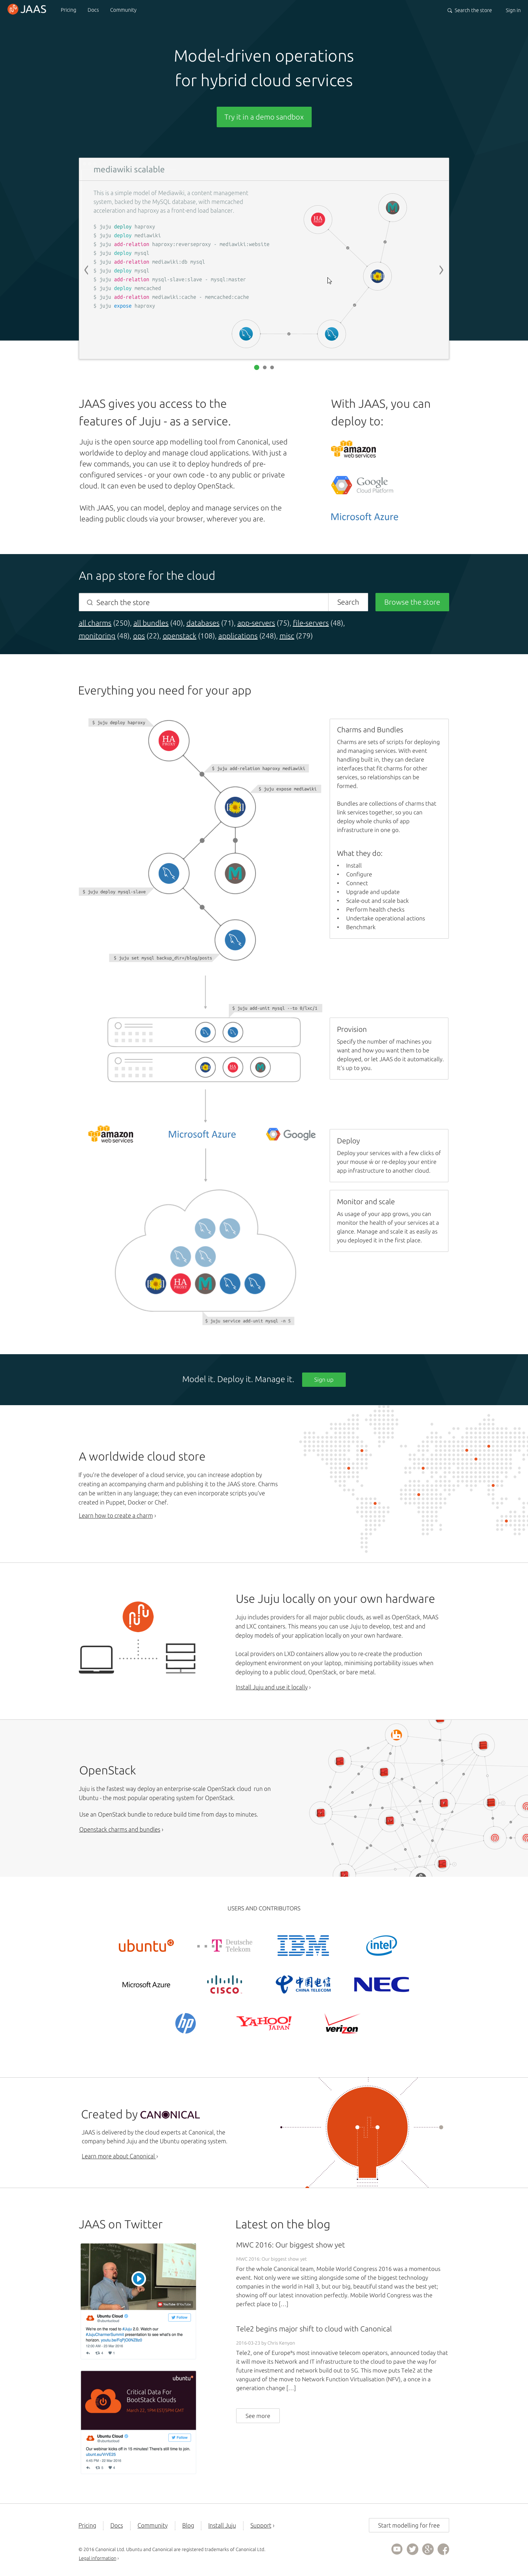 JAAS Pricing Docs Community Search the store Sign in
Model-driven operations
for hybrid cloud services
Try it in a demo sandbox
mediawiki scalable
This is a simple model of Mediawiki, a content management
system, backed by the MySQL database, with memcached
acceleration and haproxy as a front-end load balancer.
$ juju deploy haproxy
$ juju deploy mediawiki
$ juju add-relation haproxy:reverseproxy - mediawiki:website
$ juju deploy mysql
$ juju add-relation mediawiki:db mysql
$ juju deploy mysql
$ juju add-relation mysql-slave:slave - mysql:master
$ juju deploy memcached
$ juju add-relation mediawiki:cache - memcached:cache
$ juju expose haproxy
HA
JAAS gives you access to the
features of Juju - as a service.
Juju is the open source app modelling tool from Canonical, used
worldwide to deploy and manage cloud applications. With just a
few commands, you can use it to deploy hundreds of pre-
configured services - or your own code - to any public or private
cloud. It can even be used to deploy OpenStack.
With JAAS, you can model, deploy and manage services on the
leading public clouds via your browser, wherever you are.
With JAAS, you can
deploy to:
amazon
web services
Google
Cloud Platform
Microsoft Azure
An app store for the cloud
Search the store Search Browse the store
all charms (250), all bundles (40), databases (71), app-servers (75), file-servers (48),
monitoring (48), ops (22), openstack (108), applications (248), misc (279)
Everything you need for your app
$ juju deploy haproxy
HA
PROXY
$ juju add-relation haproxy mediawiki
$ juju expose mediawiki
$ juju deploy mysql-slave
$ juju set mysql backup_dir=/blog/posts
Charms and Bundles
Charms are sets of scripts for deploying
and managing services. With event
handling built in, they can declare
interfaces that fit charms for other
services, so relationships can be
formed.
Bundles are collections of charms that
link services together, so you can
deploy whole chunks of app
infrastructure in one go.
What they do:
• Install
• Configure
• Connect
• Upgrade and update
• Scale-out and scale back
• Perform health checks
• Undertake operational actions
• Benchmark
$ juju add-unit mysql --to 0/lxc/1
HA
Provision
Specify the number of machines you
want and how you want them to be
deployed, or let JAAS do it automatically.
It's up to you.
amazon
web services
Microsoft Azure
Google
Deploy
Deploy your services with a few clicks of
your mouse or re-deploy your entire
app infrastructure to another cloud.
Monitor and scale
As usage of your app grows, you can
monitor the health of your services at a
glance. Manage and scale it as easily as
you deployed it in the first place.
HA
PROXY
$ juju service add-unit mysql -n 5
Model it. Deploy it. Manage it. Sign up
A worldwide cloud store
If you're the developer of a cloud service, you can increase adoption by
creating an accompanying charm and publishing it to the JAAS store. Charms
can be written in any language; they can even incorporate scripts you've
created in Puppet, Docker or Chef.
Learn how to create a charm ›
Use Juju locally on your own hardware
Juju includes providers for all major public clouds, as well as OpenStack, MAAS
and LXC containers. This means you can use Juju to develop, test and and
deploy models of your application locally on your own hardware.
Local providers on LXD containers allow you to re-create the production
deployment environment on your laptop, minimising portability issues when
deploying to a public cloud, OpenStack, or bare metal.
Install Juju and use it locally ›
OpenStack
Juju is the fastest way deploy an enterprise-scale OpenStack cloud run on
Ubuntu - the most popular operating system for OpenStack.
Use an OpenStack bundle to reduce build time from days to minutes.
Openstack charms and bundles ›
USERS AND CONTRIBUTORS
ubuntu
T Deutsche
Telekom
IBM
intel
Microsoft Azure
CISCO
中国电信
CHINA TELECOM
NEC
hp
YAHOO!
JAPAN
verizon
Created by CANONICAL
JAAS is delivered by the cloud experts at Canonical, the
company behind Juju and the Ubuntu operating system.
Learn more about Canonical ›
JAAS on Twitter
YouTube
Ubuntu Cloud
@ubuntucloud
Follow
We're on the road to #Juju 2.0. Watch our
#JujuCharmerSummit presentation to see what's on the
horizon.
ubuntu
Critical Data For
BootStack Clouds
Ubuntu Cloud
@ubuntucloud
Follow
Our webinar kicks off in 15 minutes! There's still time to join.
Latest on the blog
MWC 2016: Our biggest show yet
MWC 2016: Our biggest show yet
For the whole Canonical team, Mobile World Congress 2016 was a momentous
event. Not only were we sitting alongside some of the biggest technology
companies in the world in Hall 3, but our big, beautiful stand was the best yet;
showing off our latest innovation perfectly. Mobile World Congress was the
perfect place to [...]
Tele2 begins major shift to cloud with Canonical
2016-03-23 by Chris Kenyon
Tele2, one of Europe*s most innovative telecom operators, announced today that
it will move its Network and IT infrastructure to the cloud to pave the way for
future investment and network build out to 5G. This move puts Tele2 at the
vanguard of the move to Network Function Virtualisation (NFV), a once in a
generation change [...]
See more
Pricing Docs Community Blog Install Juju Support ›
Start modelling for free
© 2016 Canonical Ltd. Ubuntu and Canonical are registered trademarks of Canonical Ltd.
Legal information ›